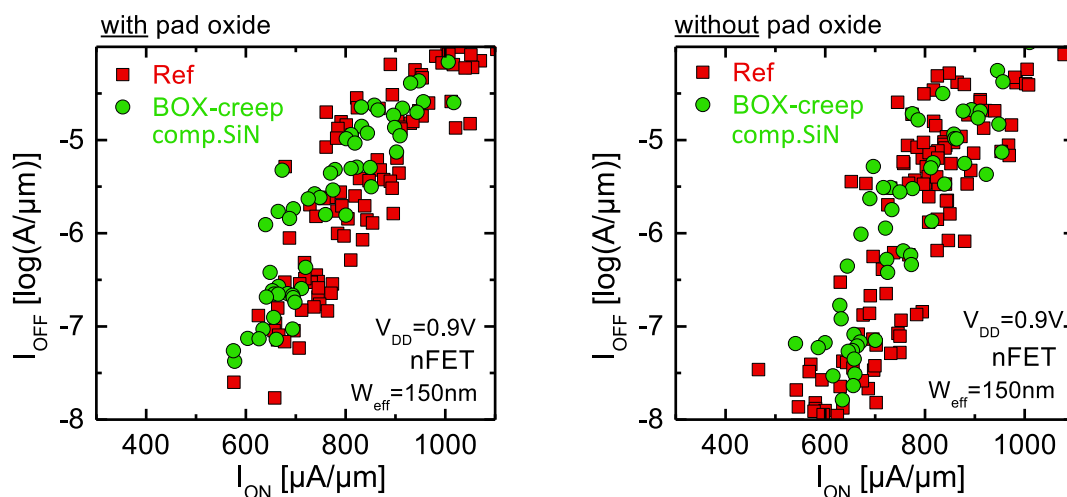 with pad oxide
Ref
BOX-creep
comp.SiN
-5
-6
-7
-8
400 600 800 1000
I_OFF [log(A/µm)]
I_ON [µA/µm]
V_DD=0.9V
nFET
W_eff=150nm
without pad oxide
Ref
BOX-creep
comp.SiN
-5
-6
-7
-8
400 600 800 1000
I_OFF [log(A/µm)]
I_ON [µA/µm]
V_DD=0.9V.
nFET
W_eff=150nm